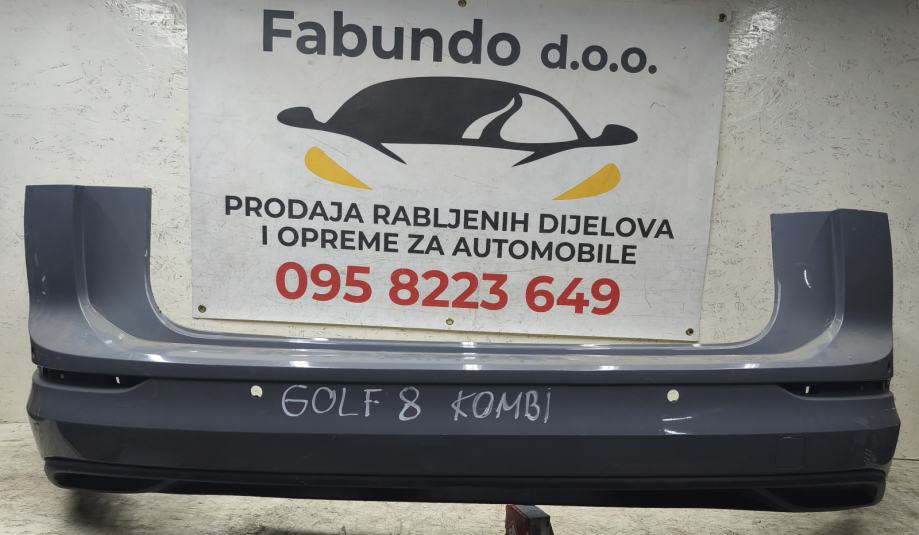 Fabundo d.o.o.
PRODAJA RABLJENIH DIJELOVA
I OPREME ZA AUTOMOBILE
095 8223 649
GOLF 8 KOMBI